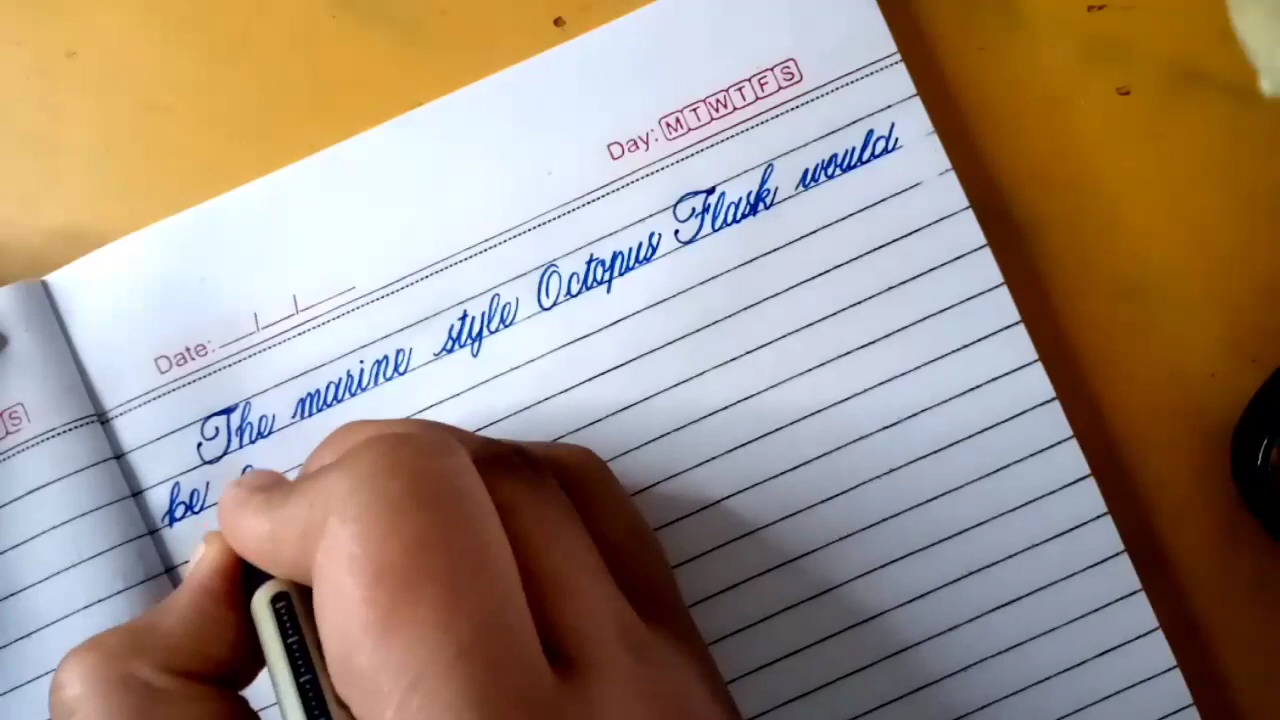 Day: M T W T F S
Date:
The marine style Octopus Flask would
be
S